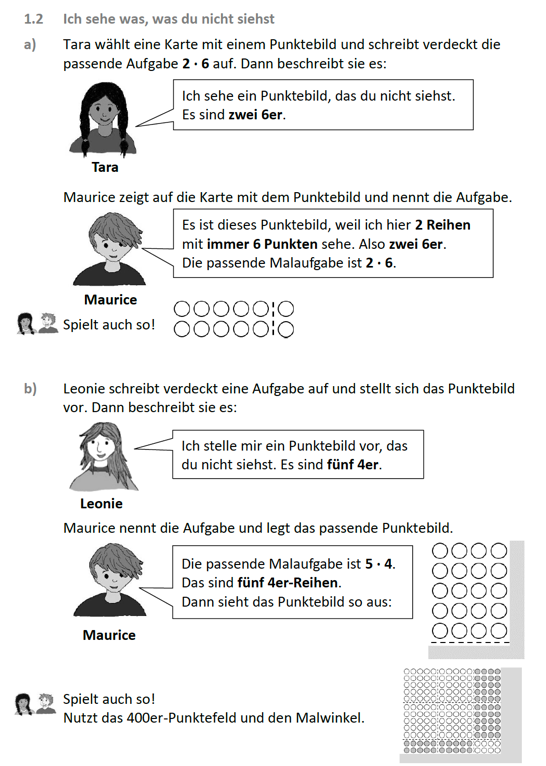 1.2 Ich sehe was, was du nicht siehst
a) Tara wählt eine Karte mit einem Punktebild und schreibt verdeckt die
passende Aufgabe 2 · 6 auf. Dann beschreibt sie es:
Ich sehe ein Punktebild, das du nicht siehst.
Es sind zwei 6er.
Tara
Maurice zeigt auf die Karte mit dem Punktebild und nennt die Aufgabe.
Es ist dieses Punktebild, weil ich hier 2 Reihen
mit immer 6 Punkten sehe. Also zwei 6er.
Die passende Malaufgabe ist 2 · 6.
Maurice
Spielt auch so!
b) Leonie schreibt verdeckt eine Aufgabe auf und stellt sich das Punktebild
vor. Dann beschreibt sie es:
Ich stelle mir ein Punktebild vor, das
du nicht siehst. Es sind fünf 4er.
Leonie
Maurice nennt die Aufgabe und legt das passende Punktebild.
Die passende Malaufgabe ist 5 · 4.
Das sind fünf 4er-Reihen.
Dann sieht das Punktebild so aus:
Maurice
Spielt auch so!
Nutzt das 400er-Punktefeld und den Malwinkel.